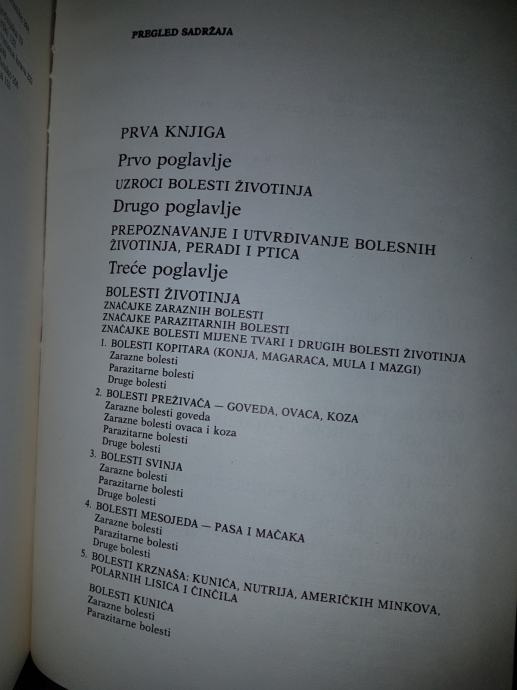 PREGLED SADRŽAJA
PRVA KNJIGA
Prvo poglavlje
UZROCI BOLESTI ŽIVOTINJA
Drugo poglavlje
PREPOZNAVANJE I UTVRĐIVANJE BOLESNIH
ŽIVOTINJA, PERADI I PTICA
Treće poglavlje
BOLESTI ŽIVOTINJA
ZNAČAJKE ZARAZNIH BOLESTI
ZNAČAJKE PARAZITARNIH BOLESTI
ZNAČAJKE BOLESTI MIJENE TVARI I DRUGIH BOLESTI ŽIVOTINJA
1. BOLESTI KOPITARA (KONJA, MAGARACA, MULA I MAZGI)
Zarazne bolesti
Parazitarne bolesti
Druge bolesti
2. BOLESTI PREŽIVAČA — GOVEDA, OVACA, KOZA
Zarazne bolesti goveda
Zarazne bolesti ovaca i koza
Parazitarne bolesti
Druge bolesti
3. BOLESTI SVINJA
Zarazne bolesti
Parazitarne bolesti
Druge bolesti
4. BOLESTI MESOJEDA — PASA I MAČAKA
Zarazne bolesti
Parazitarne bolesti
Druge bolesti
5. BOLESTI KRZNAŠA: KUNIĆA, NUTRIJA, AMERIČKIH MINKOVA,
POLARNIH LISICA I ČINČILA
BOLESTI KUNIĆA
Zarazne bolesti
Parazitarne bolesti